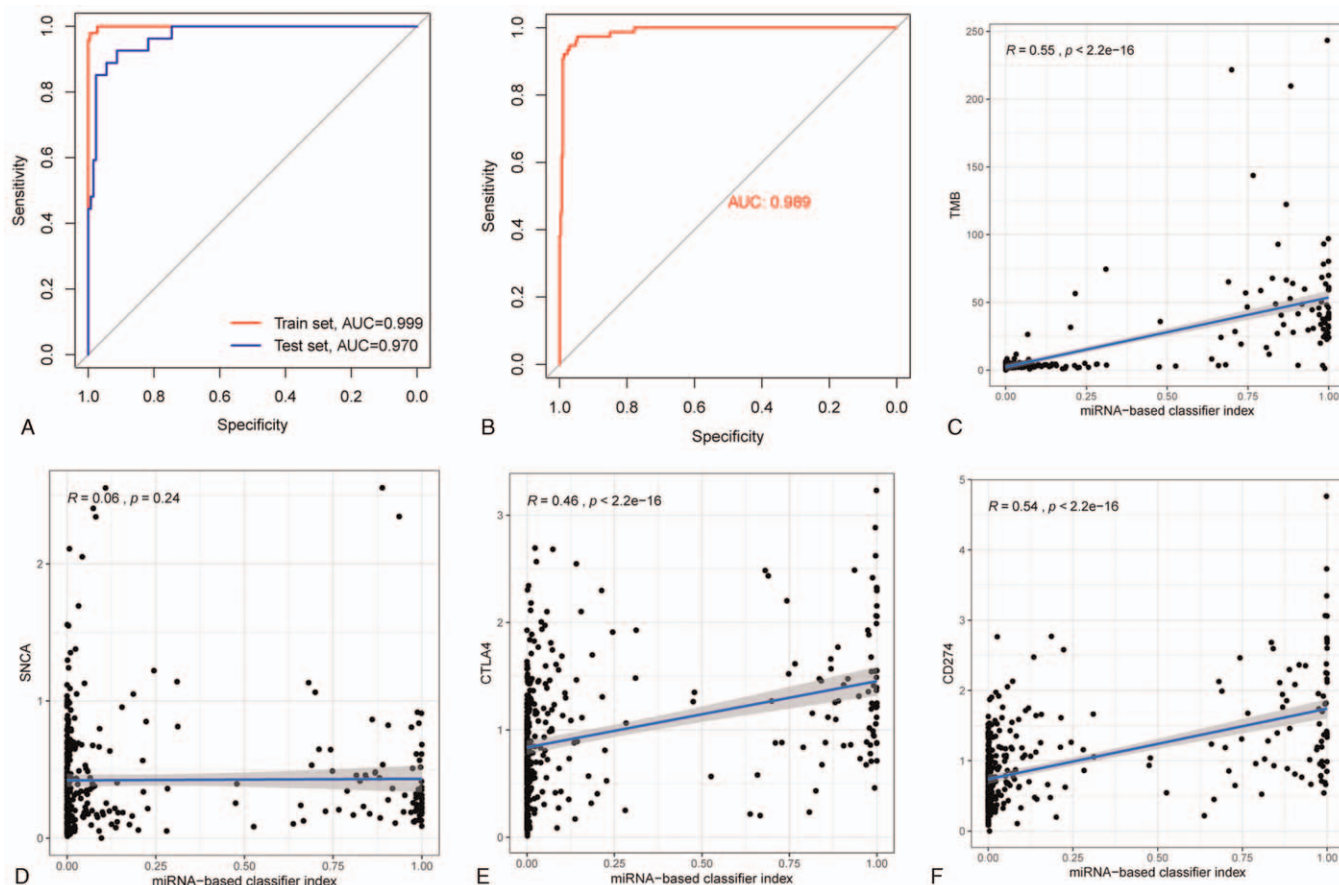 1.0
0.8
0.6
0.4
0.2
0.0
Sensitivity
Train set, AUC=0.999
Test set, AUC=0.970
1.0 0.8 0.6 0.4 0.2 0.0
Specificity
A
1.0
0.8
0.6
0.4
0.2
0.0
Sensitivity
AUC: 0.989
1.0 0.8 0.6 0.4 0.2 0.0
Specificity
B
250
200
150
100
50
0
TMB
R = 0.55 , p < 2.2e−16
0.00 0.25 0.50 0.75 1.00
miRNA−based classifier index
C
2
1
0
SNCA
R = 0.06 , p = 0.24
0.00 0.25 0.50 0.75 1.00
miRNA−based classifier index
D
3
2
1
0
CTLA4
R = 0.46 , p < 2.2e−16
0.00 0.25 0.50 0.75 1.00
miRNA−based classifier index
E
5
4
3
2
1
0
CD274
R = 0.54 , p < 2.2e−16
0.00 0.25 0.50 0.75 1.00
miRNA−based classifier index
F